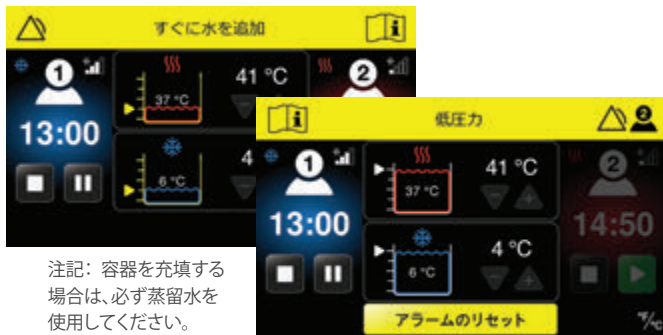 すぐに水を追加
i
1
37 °C
41 °C
2
13:00
6 °C
4
i
低圧力
2
1
37 °C
41 °C
2
13:00
14:50
6 °C
4 °C
アラームのリセット
°F/°C
注記: 容器を充填する
場合は、必ず蒸留水を
使用してください。